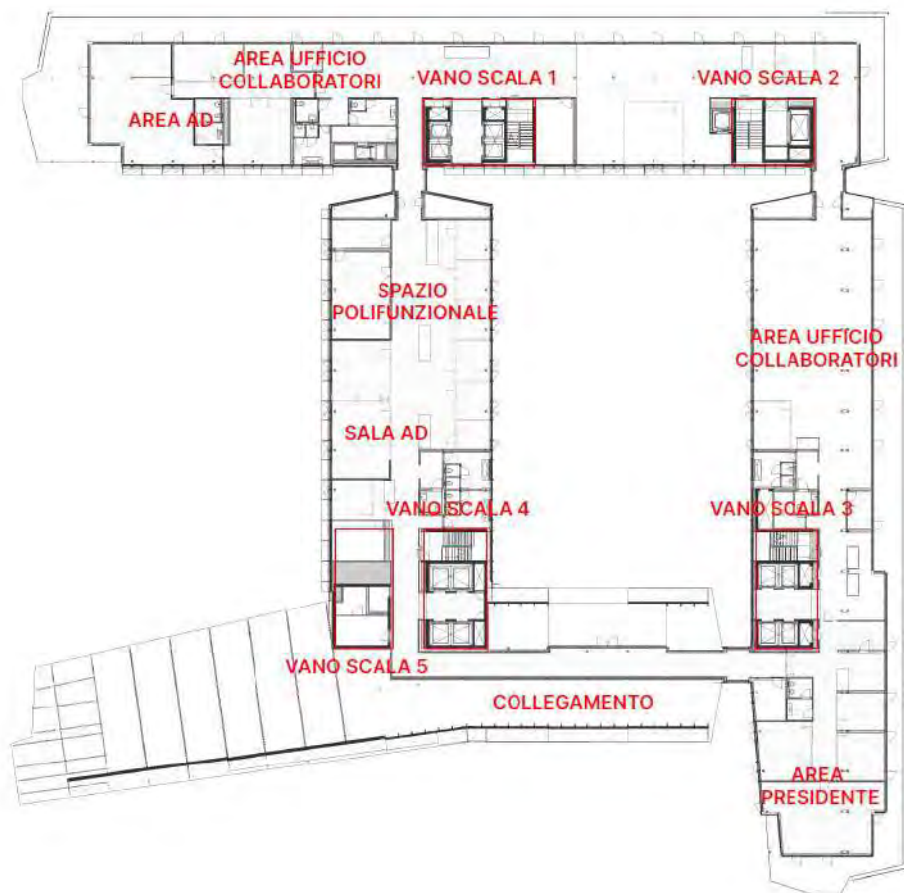 AREA UFFICIO
COLLABORATORI
VANO SCALA 1
VANO SCALA 2
AREA AD
SPAZIO
POLIFUNZIONALE
AREA UFFICIO
COLLABORATORI
SALA AD
VANO SCALA 4
VANO SCALA 3
VANO SCALA 5
COLLEGAMENTO
AREA
PRESIDENTE